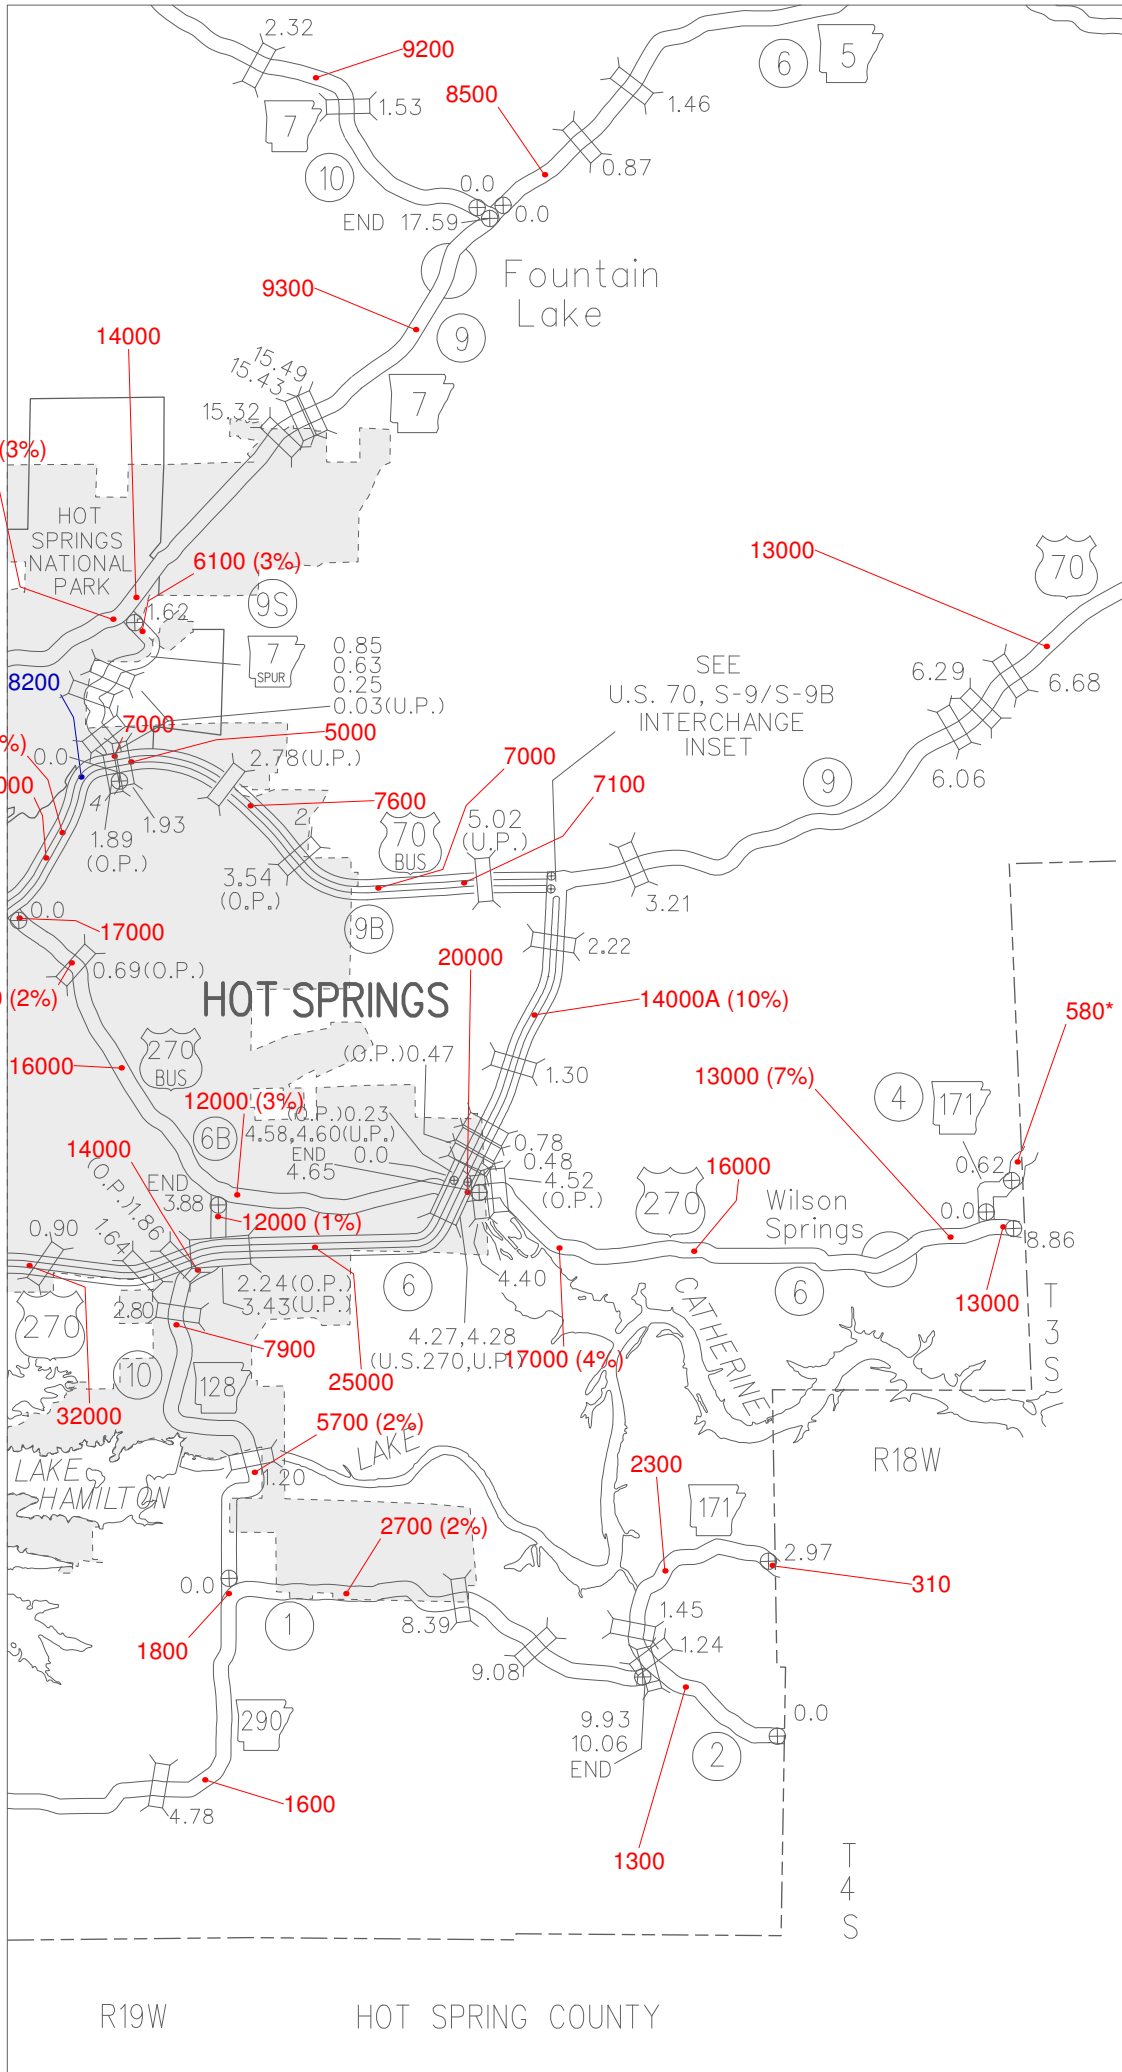 2.32
9200
6
5
8500
1.53
1.46
7
0.87
10
0.0
0.0
END 17.59
Fountain
Lake
9300
9
14000
15.49
15.43
7
15.32
(3%)
HOT
SPRINGS
NATIONAL
PARK
13000
70
6100 (3%)
9S
1.62
7
SPUR
0.85
0.63
0.25
0.03(U.P.)
SEE
U.S. 70, S-9/S-9B
INTERCHANGE
INSET
6.29
6.68
8200
7000
5000
7000
0.0
2.78(U.P.)
6.06
7100
9
4
7600
2
1.93
1.89
(O.P.)
70
BUS
5.02
(U.P.)
3.54
(O.P.)
3.21
0.0
17000
9B
2.22
20000
0.69(O.P.)
(2%)
HOT SPRINGS
14000A (10%)
580*
16000
270
BUS
(O.P.)0.47
1.30
13000 (7%)
4
171
12000 (3%)
(O.P.)0.23
6B
4.58,4.60(U.P.)
END 0.0
4.65
0.78
0.48
4.52
(O.P.)
14000
16000
0.62
END
3.88
270
Wilson
Springs
(O.P.)1.86
12000 (1%)
0.0
8.86
0.90
1.64
2.24(O.P.)
3.43(U.P.)
6
4.40
6
13000
T
3
S
2.80
270
7900
4.27,4.28
(U.S.270,U.P.)
17000 (4%)
CATHERINE
10
128
25000
32000
5700 (2%)
LAKE
LAKE
HAMILTON
1.20
2300
R18W
171
2700 (2%)
2.97
0.0
310
1
8.39
1.45
1.24
1800
9.08
290
9.93
10.06
END
0.0
2
1600
4.78
1300
T
4
S
R19W
HOT SPRING COUNTY